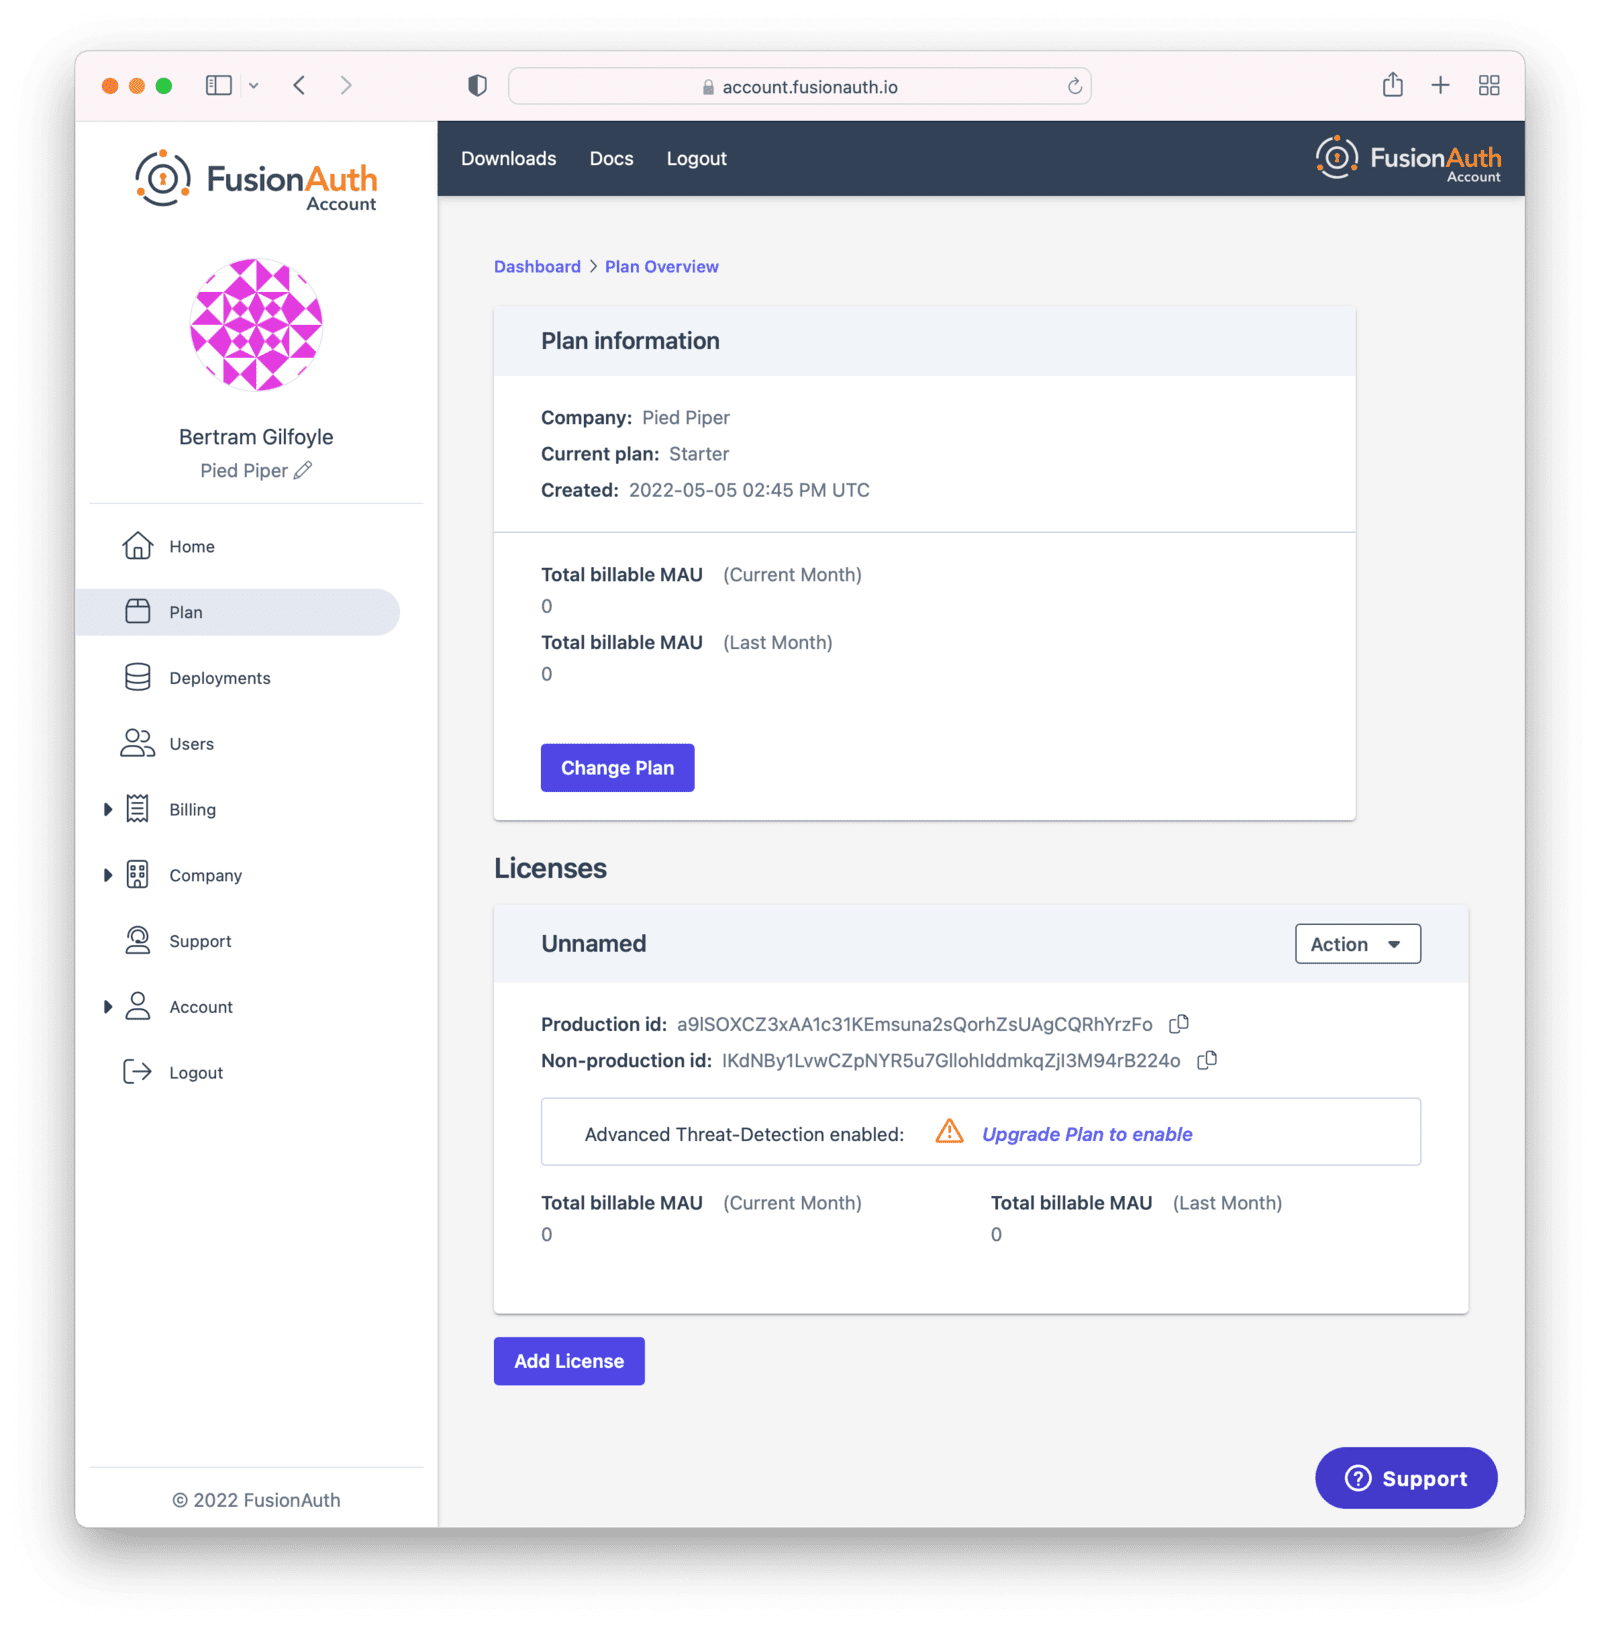 account.fusionauth.io
FusionAuth
Account
Downloads Docs Logout
FusionAuth
Account
Bertram Gilfoyle
Pied Piper
Home
Plan
Deployments
Users
Billing
Company
Support
Account
Logout
© 2022 FusionAuth
Dashboard > Plan Overview
Plan information
Company: Pied Piper
Current plan: Starter
Created: 2022-05-05 02:45 PM UTC
Total billable MAU (Current Month)
0
Total billable MAU (Last Month)
0
Change Plan
Licenses
Unnamed
Action
Production id: a9lSOXCZ3xAA1c31KEmsuna2sQorhZsUAgCQRhYrzFo
Non-production id: IKdNBy1LvwCZpNYR5u7GllohIddmkqZjI3M94rB224o
Advanced Threat-Detection enabled: Upgrade Plan to enable
Total billable MAU (Current Month) Total billable MAU (Last Month)
0 0
Add License
Support